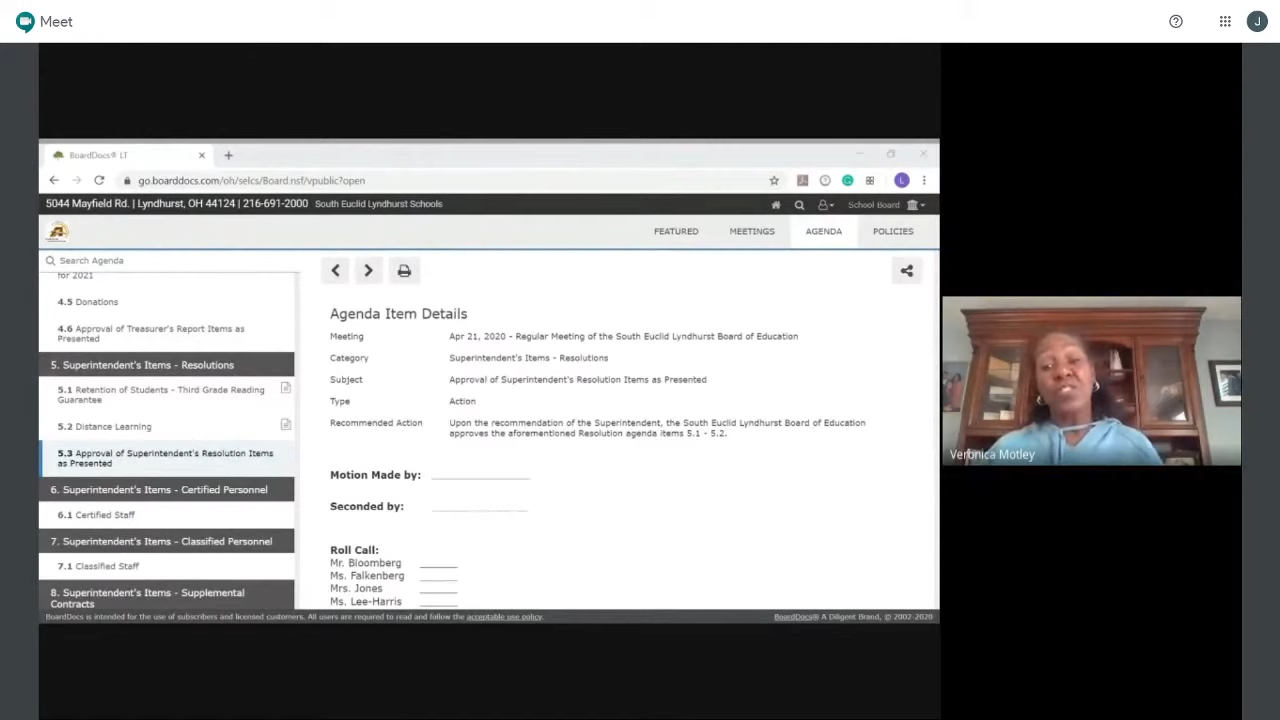 Meet
J
BoardDocs® LT
go.boarddocs.com/oh/selcs/Board.nsf/vpublic?open
L
5044 Mayfield Rd. | Lyndhurst, OH 44124 | 216-691-2000 South Euclid Lyndhurst Schools
School Board
FEATURED MEETINGS AGENDA POLICIES
Search Agenda
for 2021
4.5 Donations
4.6 Approval of Treasurer's Report Items as
Presented
5. Superintendent's Items - Resolutions
5.1 Retention of Students - Third Grade Reading
Guarantee
5.2 Distance Learning
5.3 Approval of Superintendent's Resolution Items
as Presented
6. Superintendent's Items - Certified Personnel
6.1 Certified Staff
7. Superintendent's Items - Classified Personnel
7.1 Classified Staff
8. Superintendent's Items - Supplemental
Contracts
Agenda Item Details
Meeting Apr 21, 2020 - Regular Meeting of the South Euclid Lyndhurst Board of Education
Category Superintendent's Items - Resolutions
Subject Approval of Superintendent's Resolution Items as Presented
Type Action
Recommended Action Upon the recommendation of the Superintendent, the South Euclid Lyndhurst Board of Education
approves the aforementioned Resolution agenda items 5.1 - 5.2.
Motion Made by:
Seconded by:
Roll Call:
Mr. Bloomberg
Ms. Falkenberg
Mrs. Jones
Ms. Lee-Harris
BoardDocs is intended for the use of subscribers and licensed customers. All users are required to read and follow the acceptable use policy.
BoardDocs® A Diligent Brand, © 2002-2020
Veronica Motley